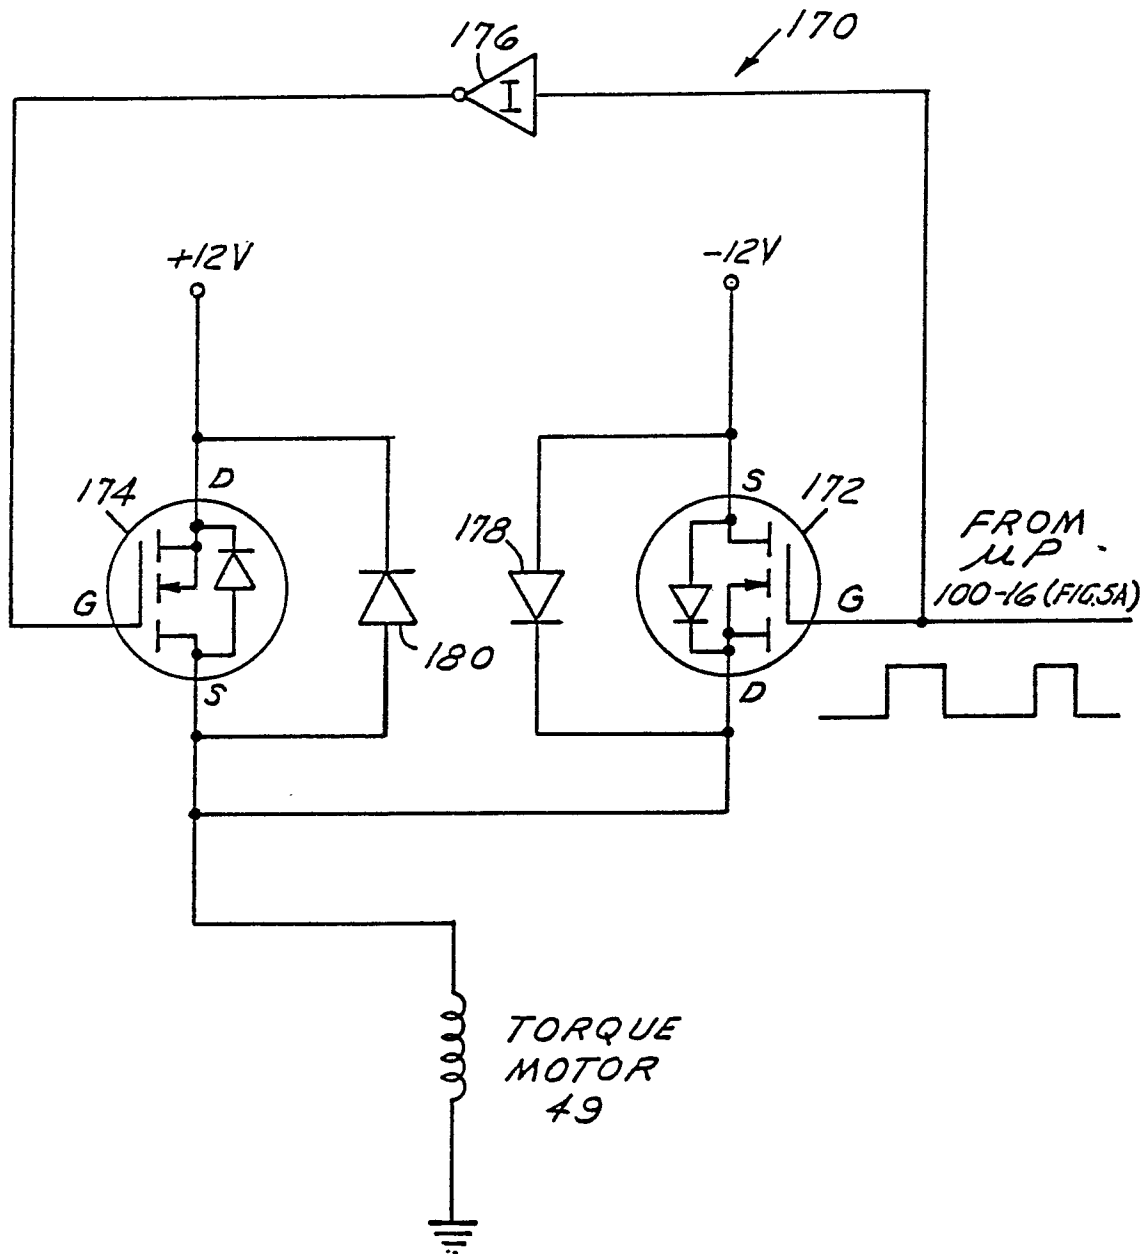 170
176
I
+12V
-12V
D
174
G
S
180
178
S
172
G
D
FROM
μP
100-16 (FIG.5A)
TORQUE
MOTOR
49